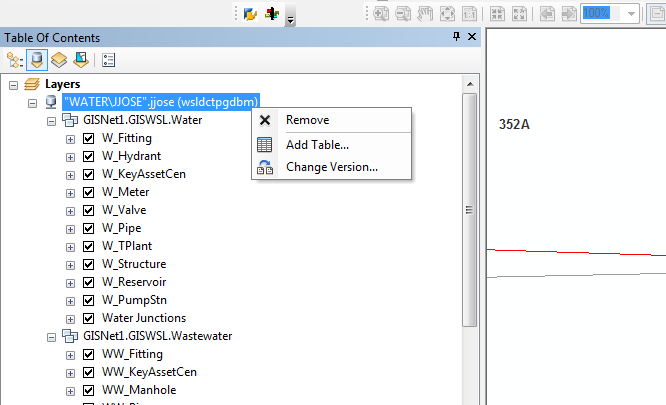 100%
Table Of Contents
Layers
"WATER\JJOSE".jjose (wsldctpgdbm)
Remove
Add Table...
Change Version...
GISNet1.GISWSL.Water
W_Fitting
W_Hydrant
W_KeyAssetCen
W_Meter
W_Valve
W_Pipe
W_TPlant
W_Structure
W_Reservoir
W_PumpStn
Water Junctions
GISNet1.GISWSL.Wastewater
WW_Fitting
WW_KeyAssetCen
WW_Manhole
352A